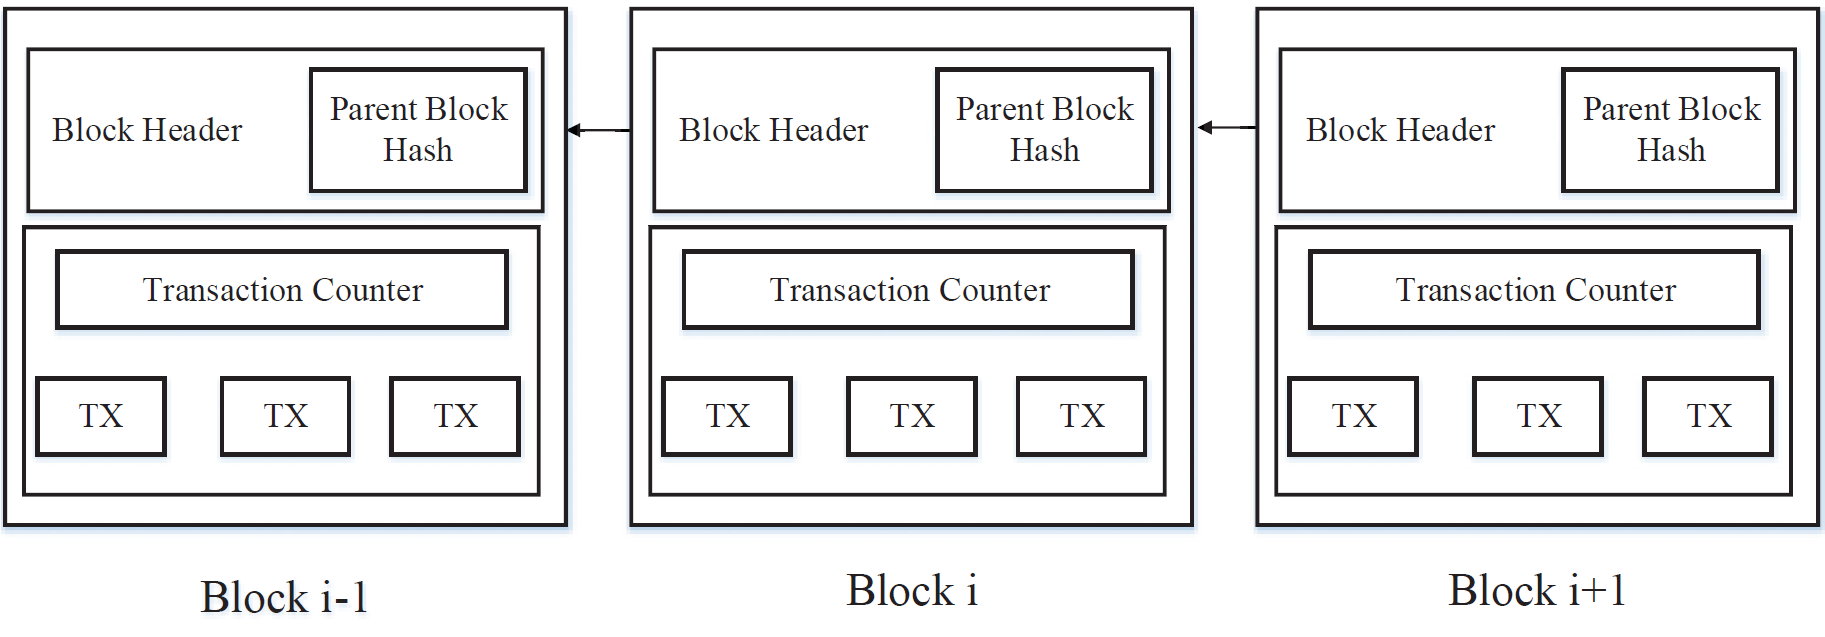 Block Header
Parent Block
Hash
Transaction Counter
TX TX TX
Block i-1
Block Header
Parent Block
Hash
Transaction Counter
TX TX TX
Block i
Block Header
Parent Block
Hash
Transaction Counter
TX TX TX
Block i+1